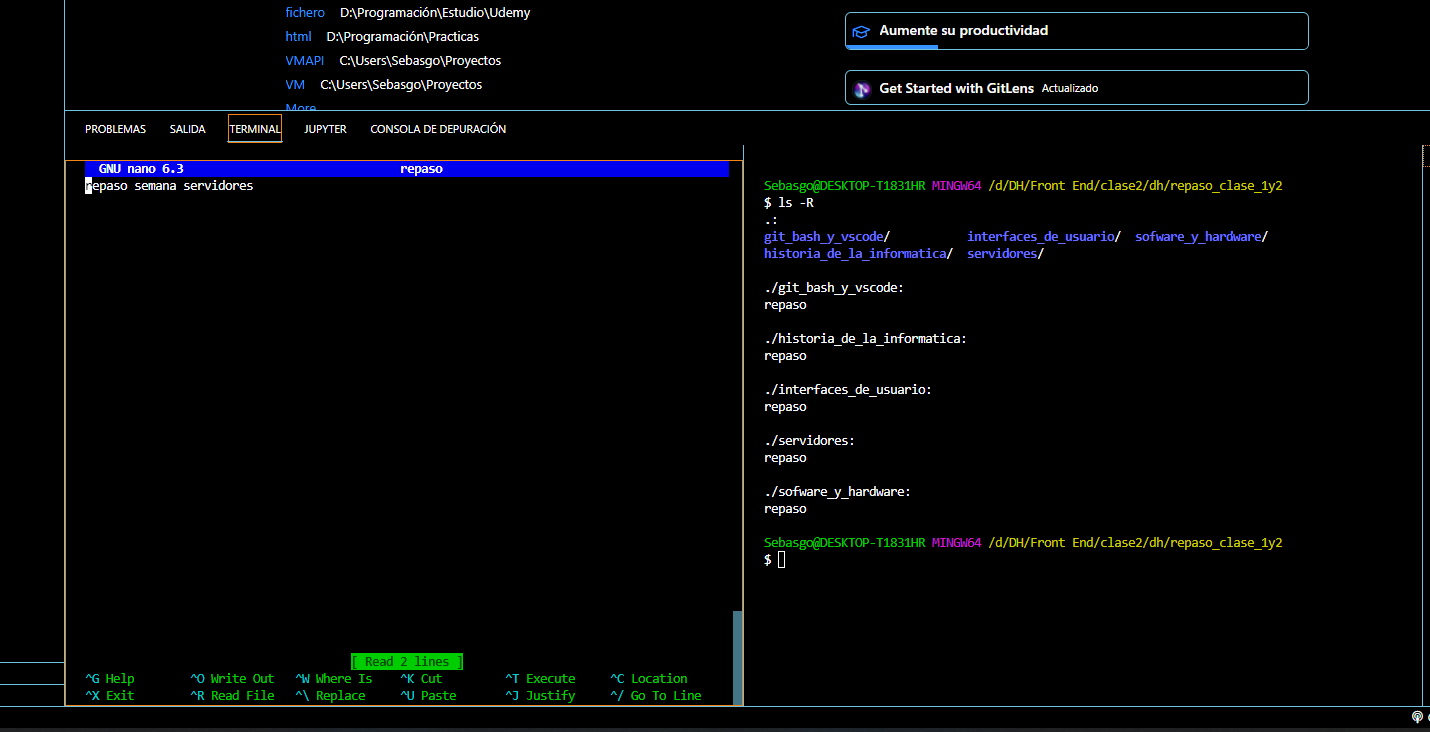 fichero D:\Programación\Estudio\Udemy
html D:\Programación\Practicas
VMAPI C:\Users\Sebasgo\Proyectos
VM C:\Users\Sebasgo\Proyectos
More
Aumente su productividad
Get Started with GitLens Actualizado
PROBLEMAS SALIDA TERMINAL JUPYTER CONSOLA DE DEPURACIÓN
GNU nano 6.3 repaso
repaso semana servidores
[ Read 2 lines ]
^G Help ^O Write Out ^W Where Is ^K Cut ^T Execute ^C Location
^X Exit ^R Read File ^\ Replace ^U Paste ^J Justify ^/ Go To Line
Sebasgo@DESKTOP-T1831HR MINGW64 /d/DH/Front End/clase2/dh/repaso_clase_1y2
$ ls -R
.:
git_bash_y_vscode/ interfaces_de_usuario/ sofware_y_hardware/
historia_de_la_informatica/ servidores/
./git_bash_y_vscode:
repaso
./historia_de_la_informatica:
repaso
./interfaces_de_usuario:
repaso
./servidores:
repaso
./sofware_y_hardware:
repaso
Sebasgo@DESKTOP-T1831HR MINGW64 /d/DH/Front End/clase2/dh/repaso_clase_1y2
$